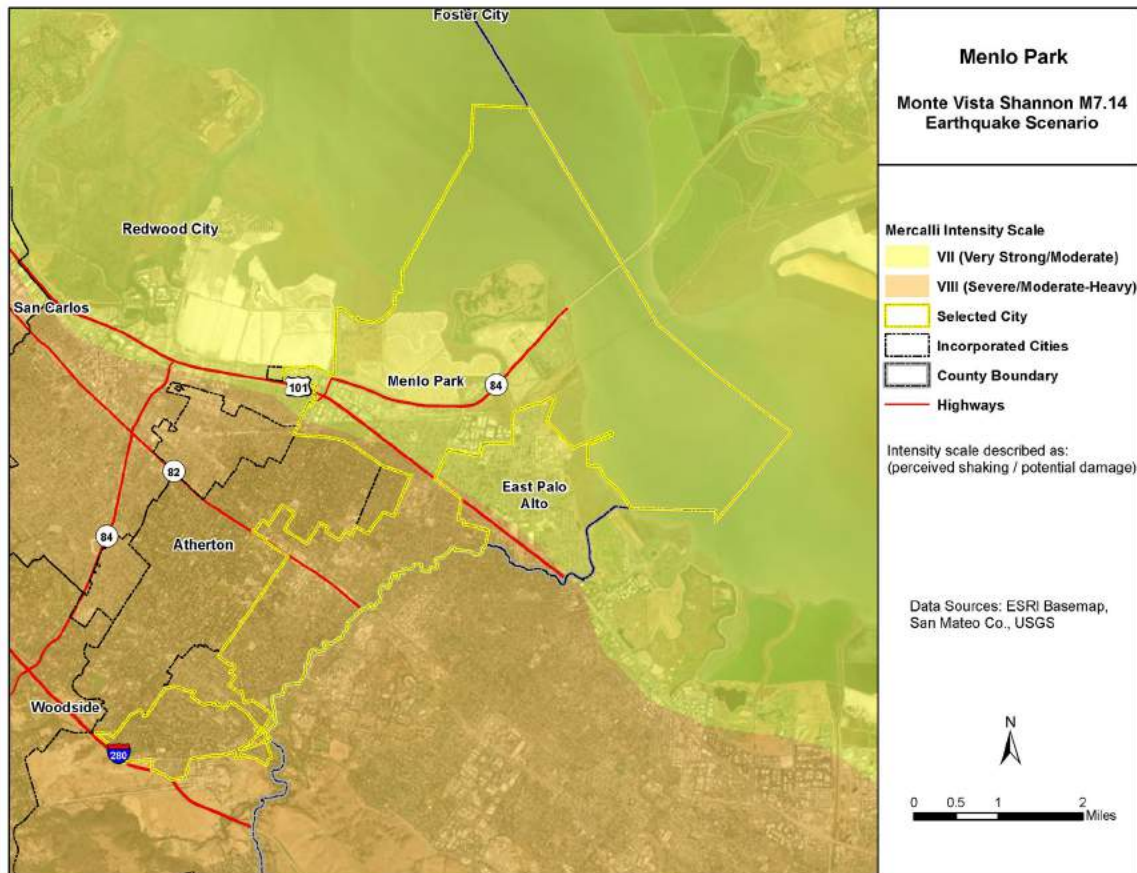 Foster City
Redwood City
San Carlos
101
Menlo Park
84
82
East Palo
Alto
84
Atherton
Woodside
280
Menlo Park
Monte Vista Shannon M7.14
Earthquake Scenario
Mercalli Intensity Scale
VII (Very Strong/Moderate)
VIII (Severe/Moderate-Heavy)
Selected City
Incorporated Cities
County Boundary
Highways
Intensity scale described as:
(perceived shaking / potential damage)
Data Sources: ESRI Basemap,
San Mateo Co., USGS
N
0 0.5 1 2
Miles